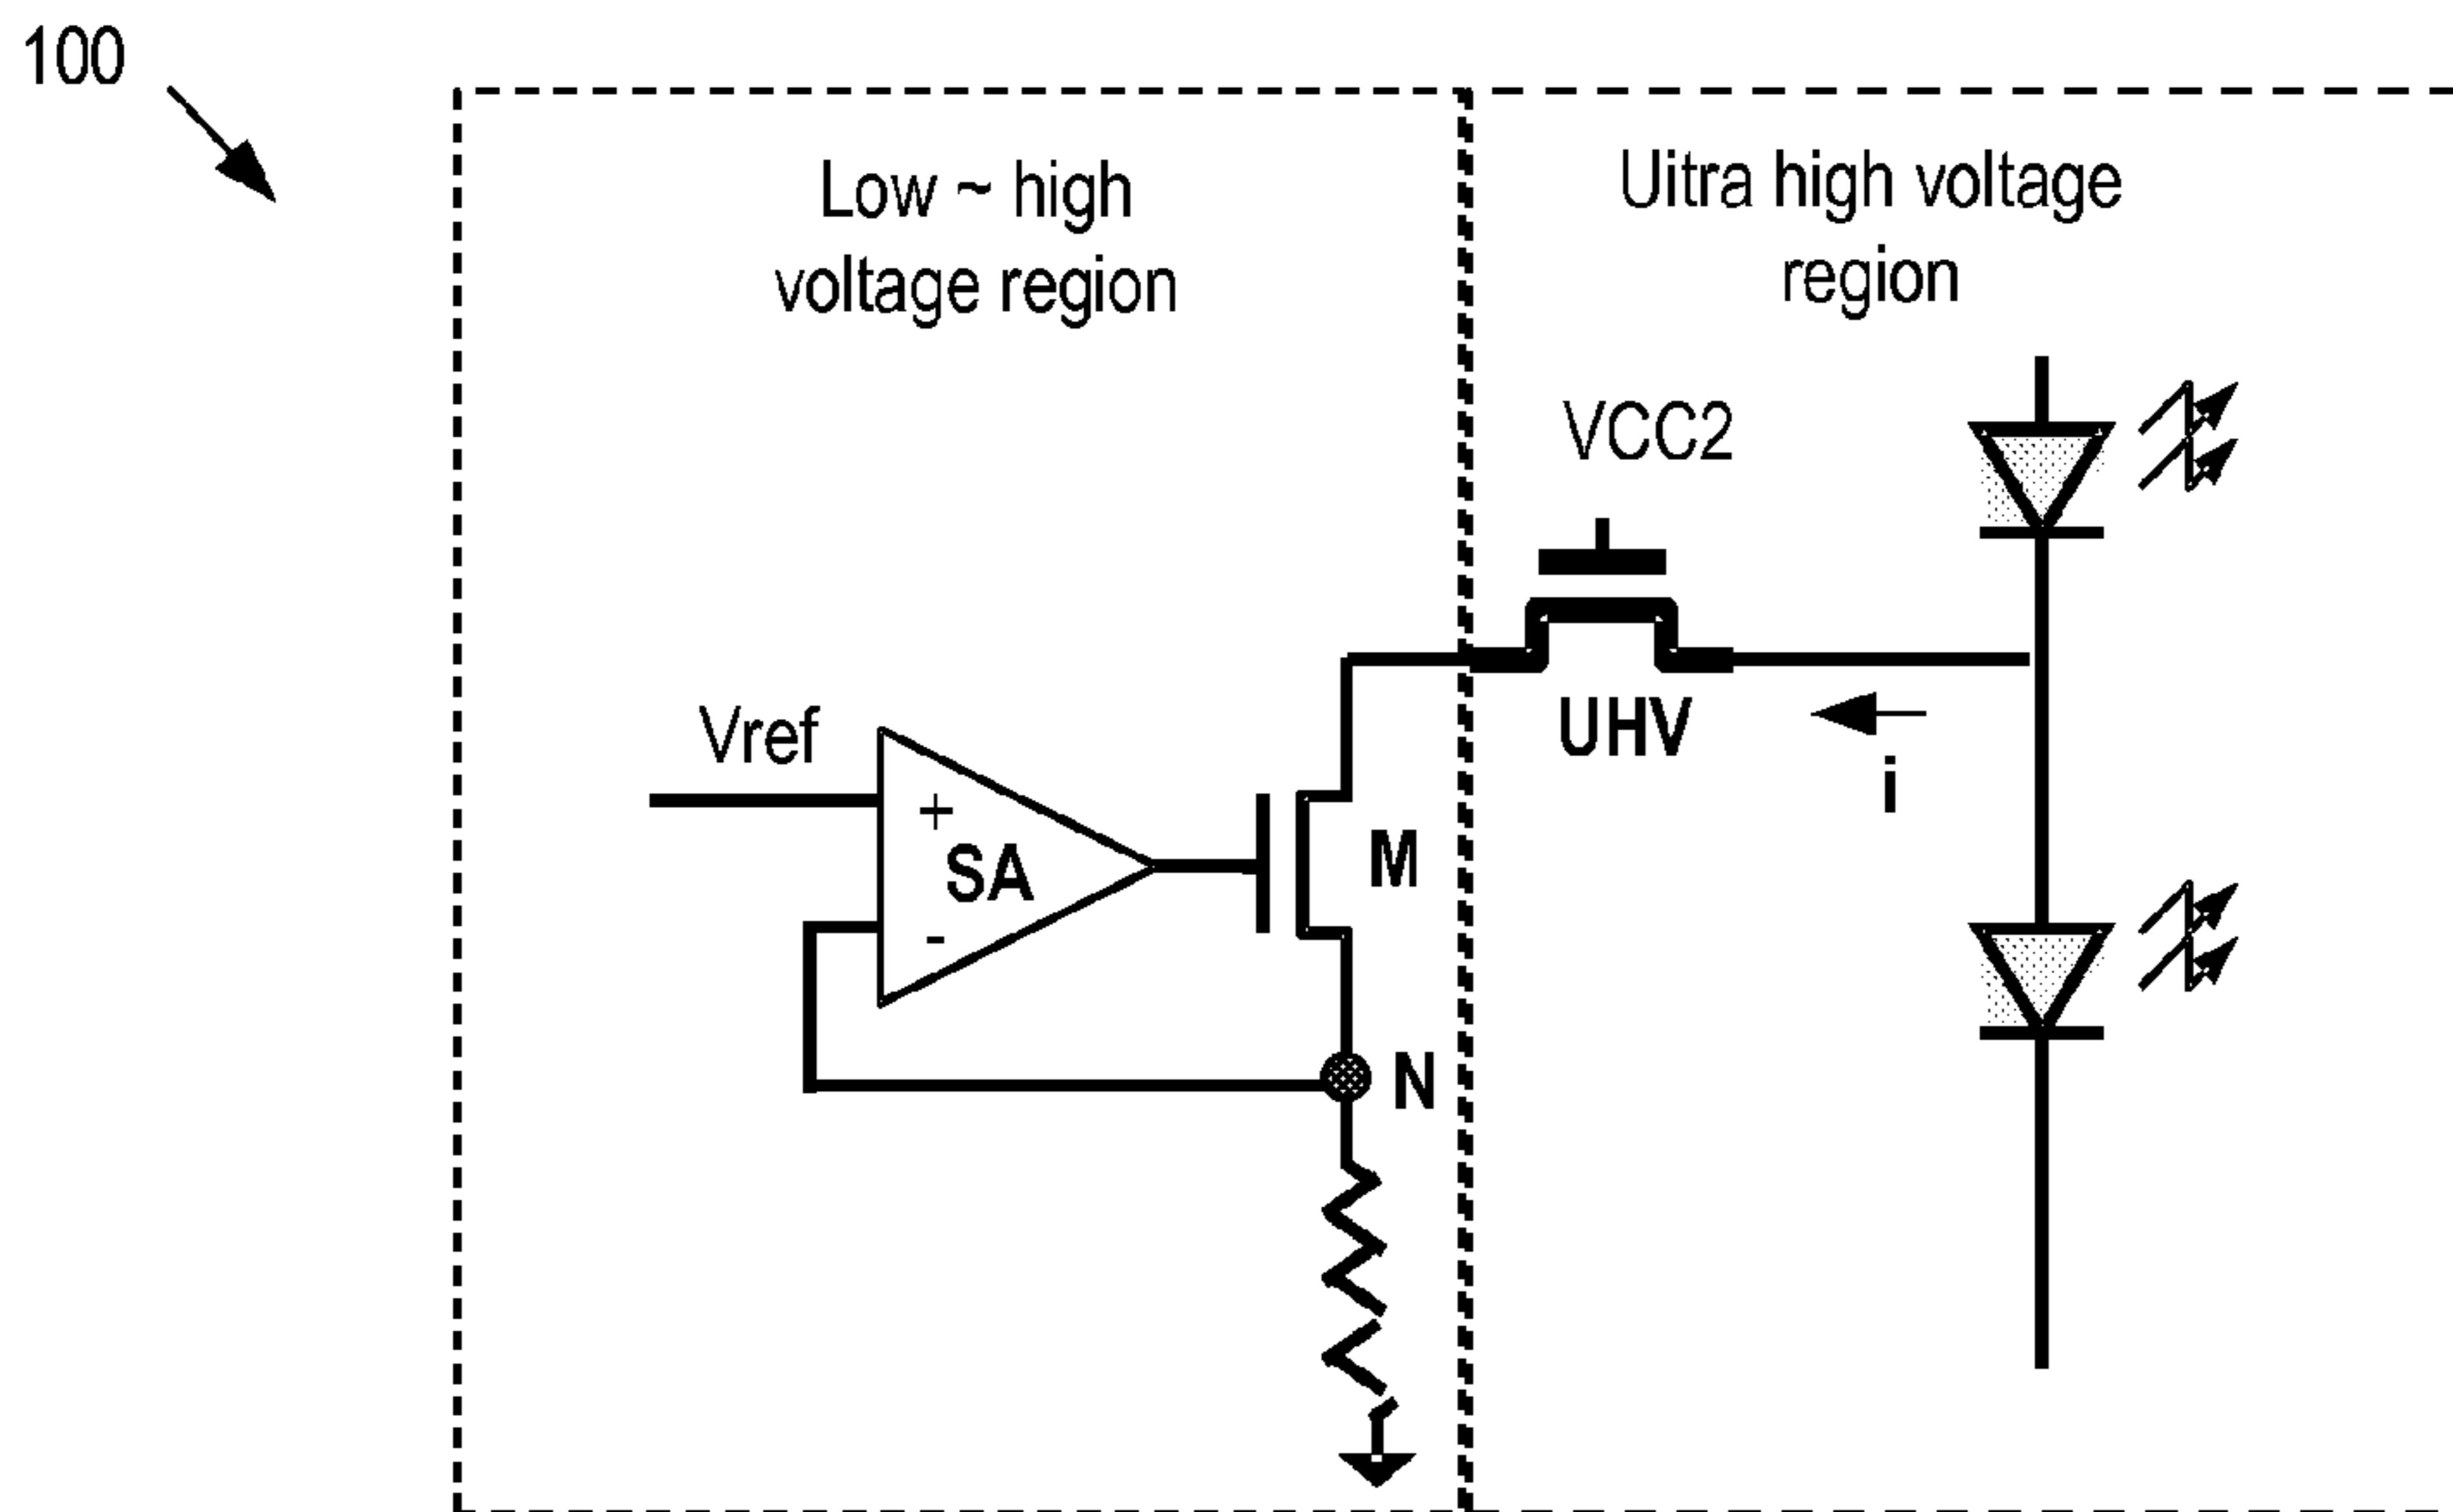 100
Low ~ high
voltage region
Uitra high voltage
region
VCC2
UHV
i
Vref
+
SA
-
M
N